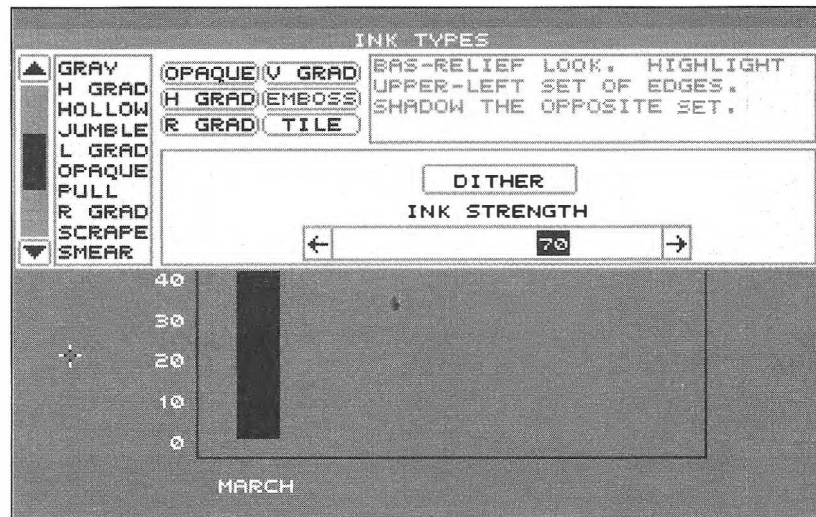 INK TYPES
GRAY
H GRAD
HOLLOW
JUMBLE
L GRAD
OPAQUE
PULL
R GRAD
SCRAPE
SMEAR
OPAQUE V GRAD
H GRAD EMBOSS
R GRAD TILE
BAS-RELIEF LOOK. HIGHLIGHT
UPPER-LEFT SET OF EDGES.
SHADOW THE OPPOSITE SET.
DITHER
INK STRENGTH
70
40
30
20
10
0
MARCH